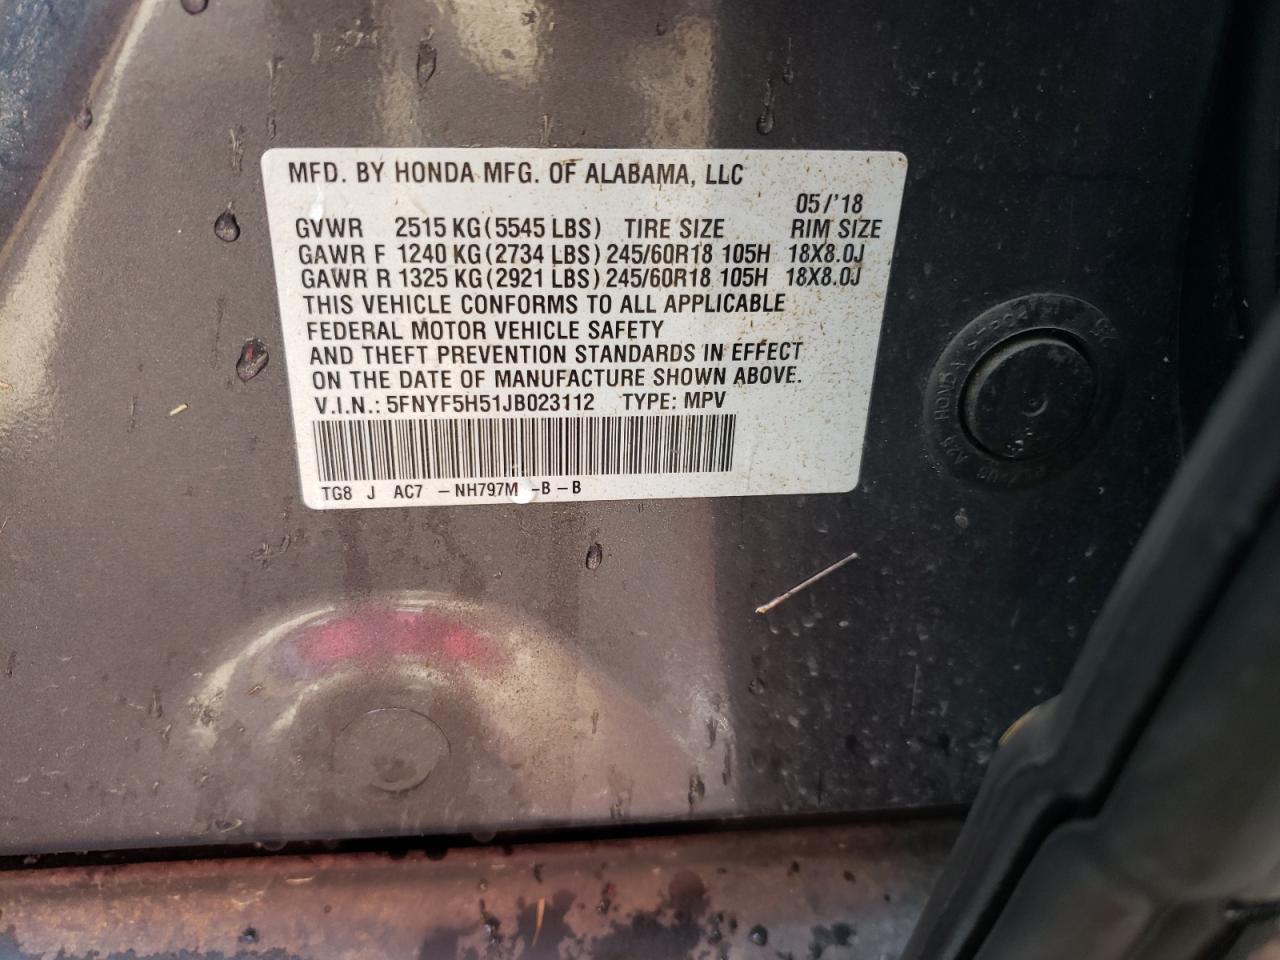 MFD. BY HONDA MFG. OF ALABAMA, LLC
05/'18
GVWR 2515 KG (5545 LBS) TIRE SIZE RIM SIZE
GAWR F 1240 KG (2734 LBS) 245/60R18 105H 18X8.0J
GAWR R 1325 KG (2921 LBS) 245/60R18 105H 18X8.0J
THIS VEHICLE CONFORMS TO ALL APPLICABLE
FEDERAL MOTOR VEHICLE SAFETY
AND THEFT PREVENTION STANDARDS IN EFFECT
ON THE DATE OF MANUFACTURE SHOWN ABOVE.
V.I.N.: 5FNYF5H51JB023112 TYPE: MPV
TG8 J AC7 -NH797M -B-B
HONDA